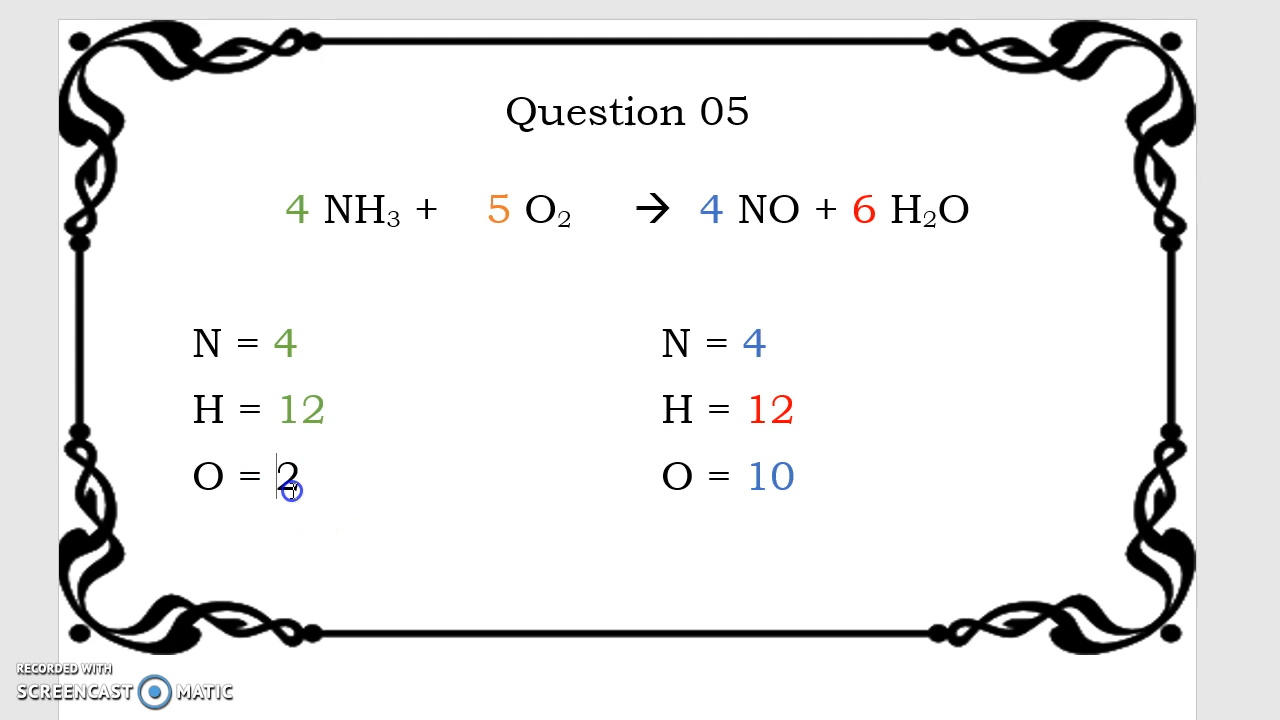 Question 05
4 NH₃ + 5 O₂ → 4 NO + 6 H₂O
N = 4 N = 4
H = 12 H = 12
O = 2 O = 10
RECORDED WITH
SCREENCAST MATIC